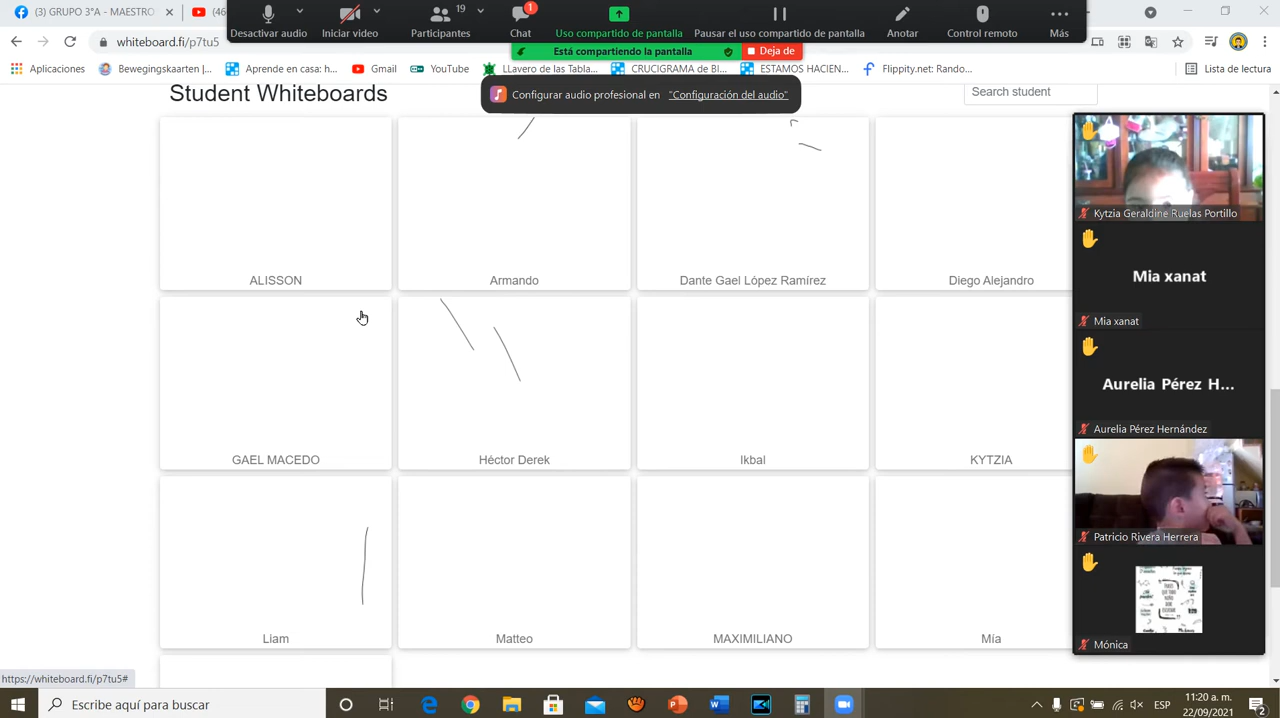 (3) GRUPO 3°A - MAESTRO
(46)
Desactivar audio
Iniciar video
19
Participantes
1
Chat
Uso compartido de pantalla
Pausar el uso compartido de pantalla
Anotar
Control remoto
Más
whiteboard.fi/p7tu5
Está compartiendo la pantalla
Deja de
Aplicaciones
Bewegingskaarten |...
Aprende en casa: h...
Gmail
YouTube
Llavero de las Tabla...
CRUCIGRAMA DE BI...
ESTAMOS HACIEN...
Flippity.net: Rando...
Lista de lectura
Student Whiteboards
Configurar audio profesional en "Configuración del audio"
Search student
ALISSON
Armando
Dante Gael López Ramírez
Diego Alejandro
GAEL MACEDO
Héctor Derek
Ikbal
KYTZIA
Liam
Matteo
MAXIMILIANO
Mía
Kytzia Geraldine Ruelas Portillo
Mia xanat
Mia xanat
Aurelia Pérez H...
Aurelia Pérez Hernández
Patricio Rivera Herrera
Mónica
https://whiteboard.fi/p7tu5#
Escribe aquí para buscar
ESP
11:20 a. m.
22/09/2021
2